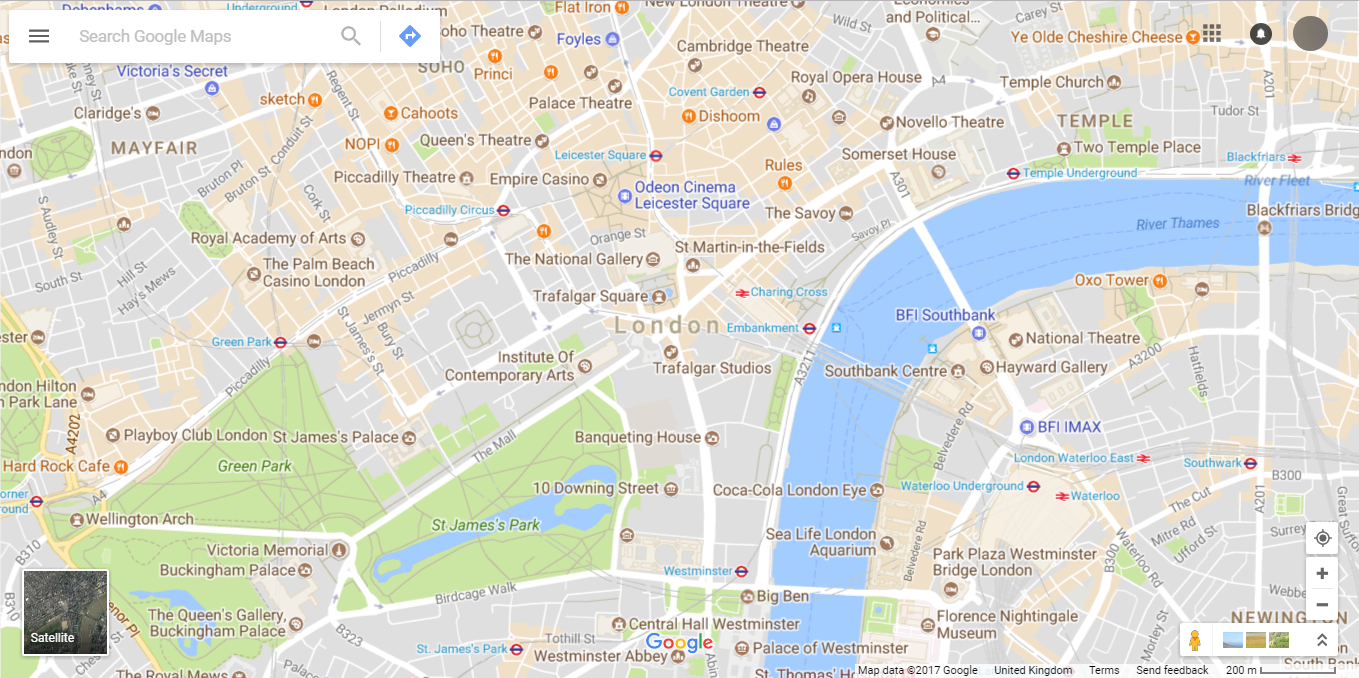 Debenhams
Underground
London Palladium
Flat Iron
New London Theatre
Economics
and Political...
Carey St
Search Google Maps
Soho Theatre
Foyles
Cambridge Theatre
Wild St
Ye Olde Cheshire Cheese
SOHO
Victoria's Secret
Princi
Royal Opera House
A4
Temple Church
A201
Regent St
sketch
Covent Garden
Palace Theatre
Claridge's
Cahoots
Dishoom
Novello Theatre
TEMPLE
Tudor St
MAYFAIR
NOPI
Queen's Theatre
Leicester Square
Rules
Somerset House
Two Temple Place
Blackfriars
Bruton Pl
Bruton St
Conduit St
Cork St
Piccadilly Theatre
Empire Casino
Odeon Cinema
Leicester Square
A301
Temple Underground
River Fleet
S Audley St
Piccadilly Circus
The Savoy
Savoy Pl
River Thames
Blackfriars Bridg
Royal Academy of Arts
Orange St
St Martin-in-the-Fields
The Palm Beach
Casino London
Piccadilly
The National Gallery
South St
Hill St
Hay's Mews
Jermyn St
Trafalgar Square
Charing Cross
Oxo Tower
St James's St
Bury St
London
Embankment
BFI Southbank
Green Park
National Theatre
Institute Of
Contemporary Arts
Trafalgar Studios
A3211
Southbank Centre
Hayward Gallery
A3200
Hatfields
Piccadilly
ndon Hilton
n Park Lane
A4202
Belvedere Rd
Playboy Club London
St James's Palace
The Mall
Banqueting House
BFI IMAX
Hard Rock Cafe
Green Park
London Waterloo East
Southwark
B300
10 Downing Street
Coca-Cola London Eye
Waterloo Underground
Waterloo
The Cut
A201
Great Suff
A4
Wellington Arch
St James's Park
Mitre Rd
Ufford St
Surrey
B310
Victoria Memorial
Sea Life London
Aquarium
Belvedere Rd
B300
Buckingham Palace
Westminster
Park Plaza Westminster
Bridge London
B310
Birdcage Walk
Big Ben
The Queen's Gallery,
Buckingham Palace
B323
Central Hall Westminster
Florence Nightingale
Museum
Morley St
NEWINGTON
Satellite
Tothill St
Google
St. James's Park
Westminster Abbey
Palace of Westminster
The Royal Mews
St. Thomas' Ho
Map data ©2017 Google
United Kingdom
Terms
Send feedback
200 m
South Bank